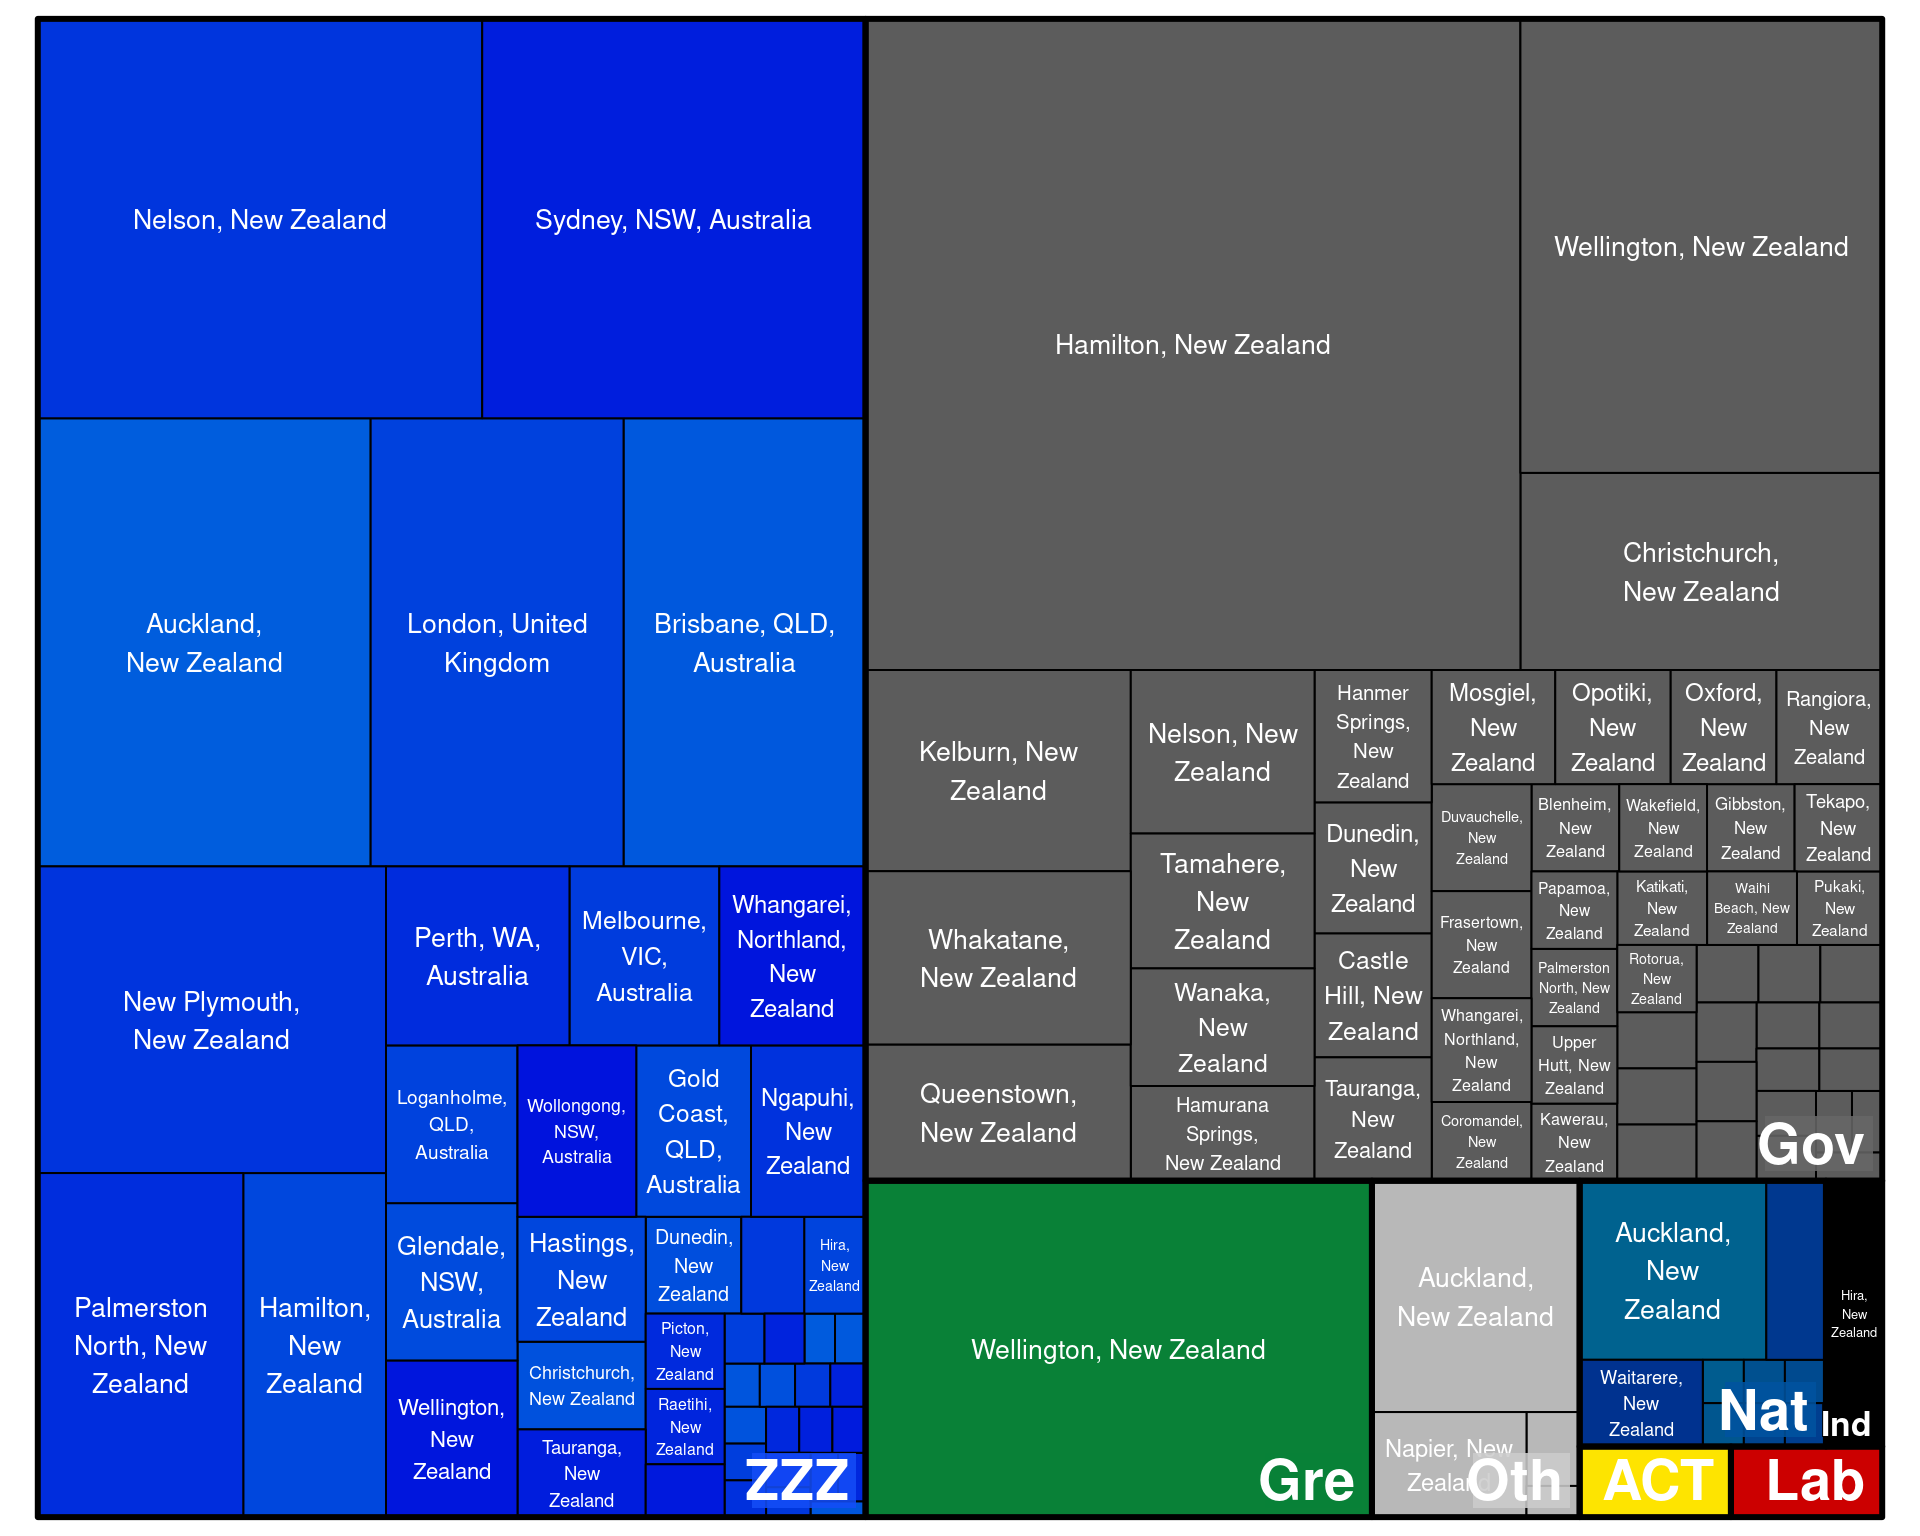 Nelson, New Zealand
Sydney, NSW, Australia
Auckland,
New Zealand
London, United
Kingdom
Brisbane, QLD,
Australia
New Plymouth,
New Zealand
Perth, WA,
Australia
Melbourne,
VIC,
Australia
Whangarei,
Northland,
New
Zealand
Palmerston
North, New
Zealand
Hamilton,
New
Zealand
Loganholme,
QLD,
Australia
Wollongong,
NSW,
Australia
Gold
Coast,
QLD,
Australia
Ngapuhi,
New
Zealand
Glendale,
NSW,
Australia
Wellington,
New
Zealand
Hastings,
New
Zealand
Christchurch,
New Zealand
Tauranga,
New
Zealand
Dunedin,
New
Zealand
Hira,
New
Zealand
Picton,
New
Zealand
Raetihi,
New
Zealand
ZZZ
Hamilton, New Zealand
Wellington, New Zealand
Christchurch,
New Zealand
Kelburn, New
Zealand
Whakatane,
New Zealand
Queenstown,
New Zealand
Nelson, New
Zealand
Tamahere,
New
Zealand
Wanaka,
New
Zealand
Hamurana
Springs,
New Zealand
Hanmer
Springs,
New
Zealand
Dunedin,
New
Zealand
Castle
Hill, New
Zealand
Tauranga,
New
Zealand
Mosgiel,
New
Zealand
Opotiki,
New
Zealand
Oxford,
New
Zealand
Rangiora,
New
Zealand
Duvauchelle,
New
Zealand
Frasertown,
New
Zealand
Whangarei,
Northland,
New
Zealand
Coromandel,
New
Zealand
Blenheim,
New
Zealand
Wakefield,
New
Zealand
Gibbston,
New
Zealand
Tekapo,
New
Zealand
Papamoa,
New
Zealand
Katikati,
New
Zealand
Waihi
Beach, New
Zealand
Pukaki,
New
Zealand
Palmerston
North, New
Zealand
Rotorua,
New
Zealand
Upper
Hutt, New
Zealand
Kawerau,
New
Zealand
Gov
Wellington, New Zealand
Gre
Auckland,
New Zealand
Napier, New
Zealand
Oth
Auckland,
New
Zealand
Waitarere,
New
Zealand
Nat
Hira,
New
Zealand
Ind
ACT
Lab